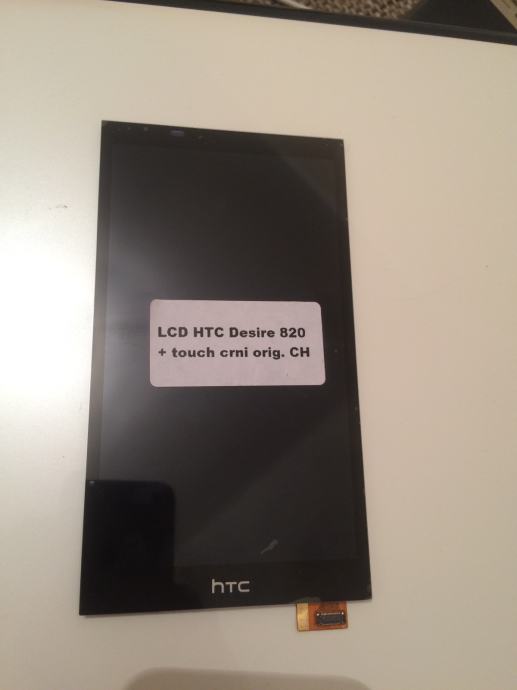 LCD HTC Desire 820
+ touch crni orig. CH
hTC